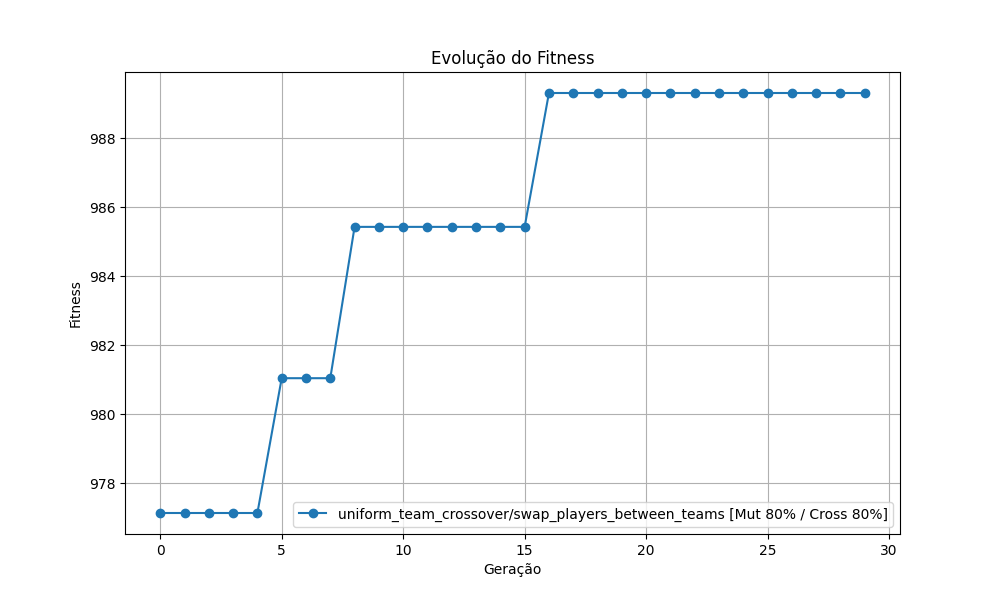 Evolução do Fitness
Fitness
988
986
984
982
980
978
uniform_team_crossover/swap_players_between_teams [Mut 80% / Cross 80%]
0 5 10 15 20 25 30
Geração